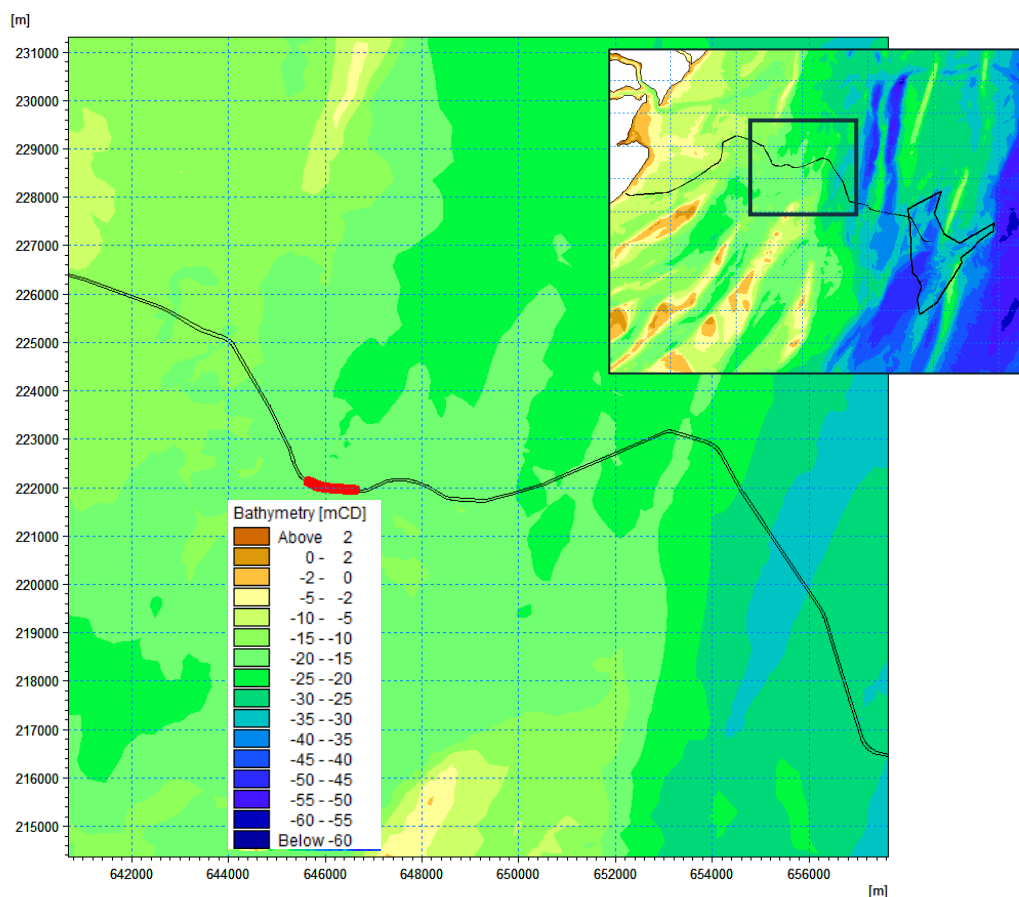 [m]
231000
230000
229000
228000
227000
226000
225000
224000
223000
222000
221000
220000
219000
218000
217000
216000
215000
Bathymetry [mCD]
Above 2
0 - 2
-2 - 0
-5 - -2
-10 - -5
-15 - -10
-20 - -15
-25 - -20
-30 - -25
-35 - -30
-40 - -35
-45 - -40
-50 - -45
-55 - -50
-60 - -55
Below -60
642000 644000 646000 648000 650000 652000 654000 656000
[m]